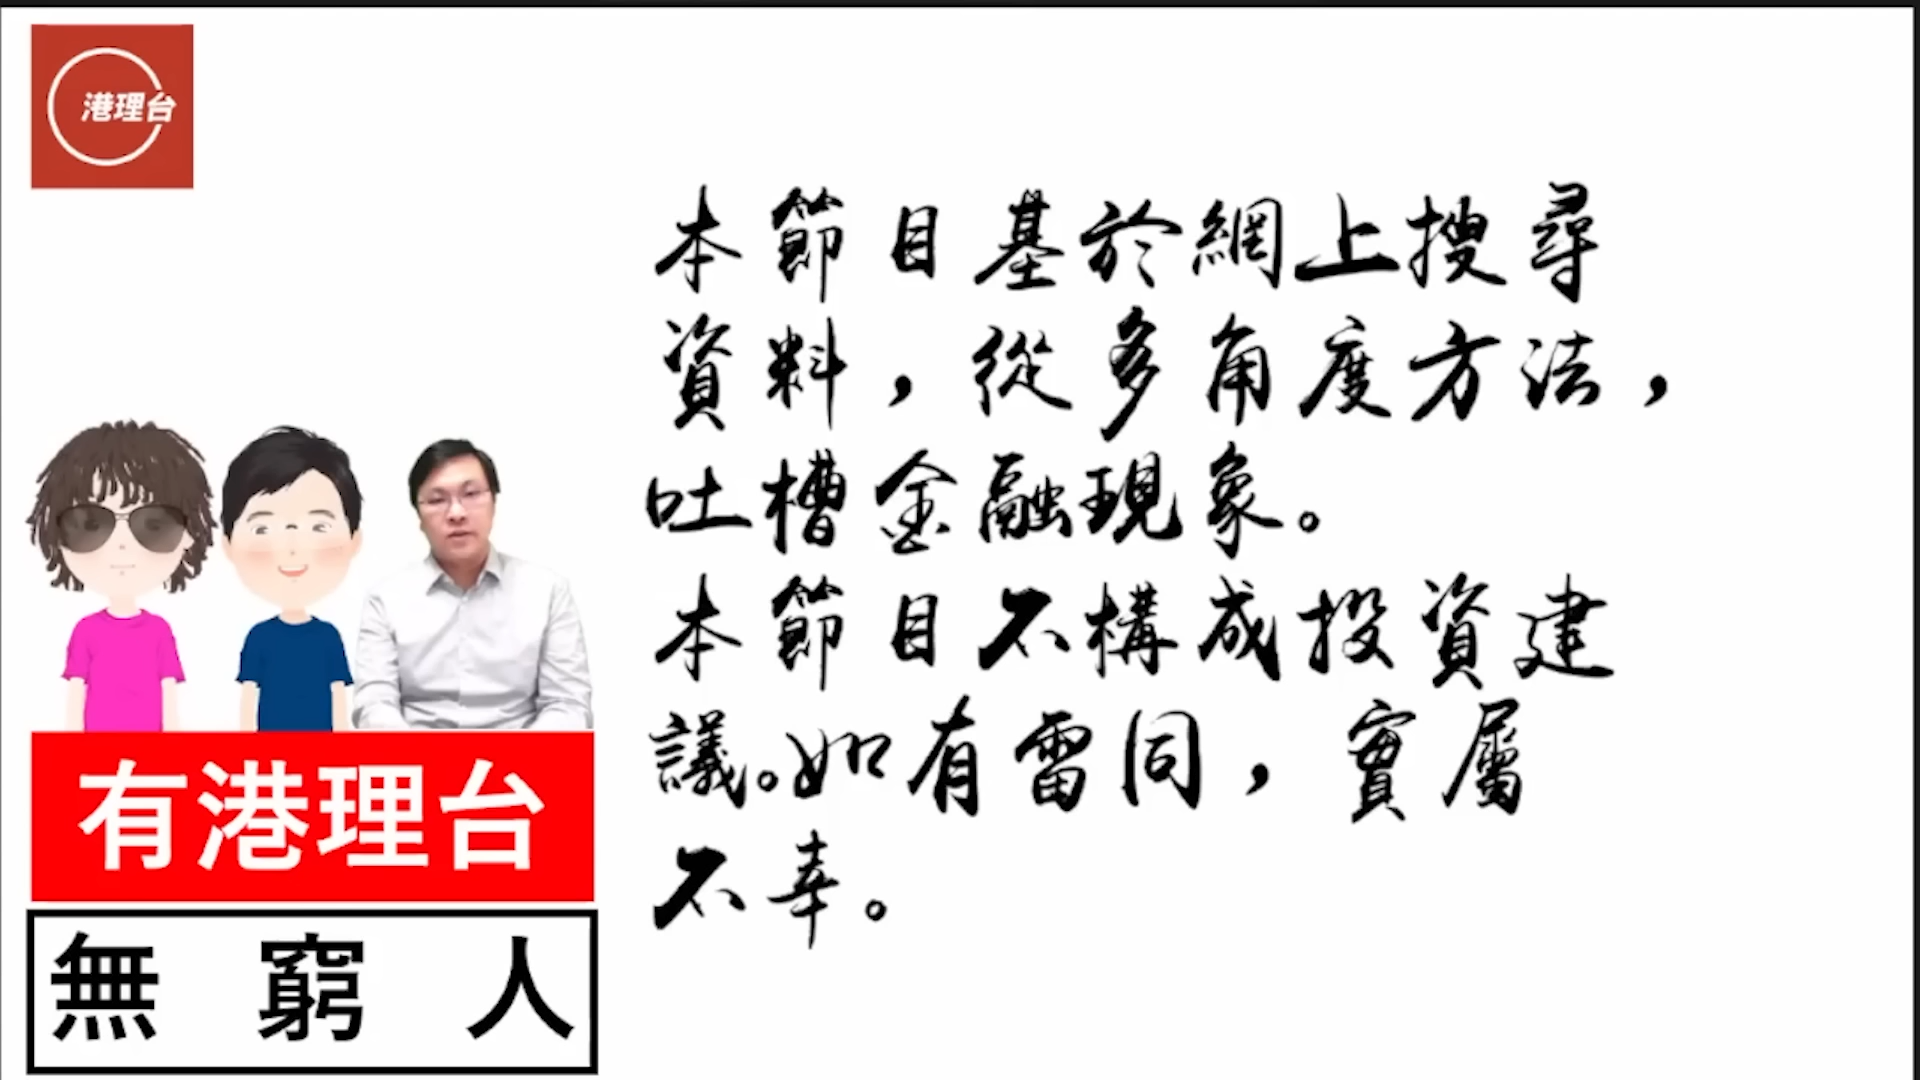 港理台
本節目基於網上搜尋
資料，從多角度方法，
吐槽金融現象。
本節目不構成投資建
議。如有雷同，實屬
不幸。
有港理台
無窮人